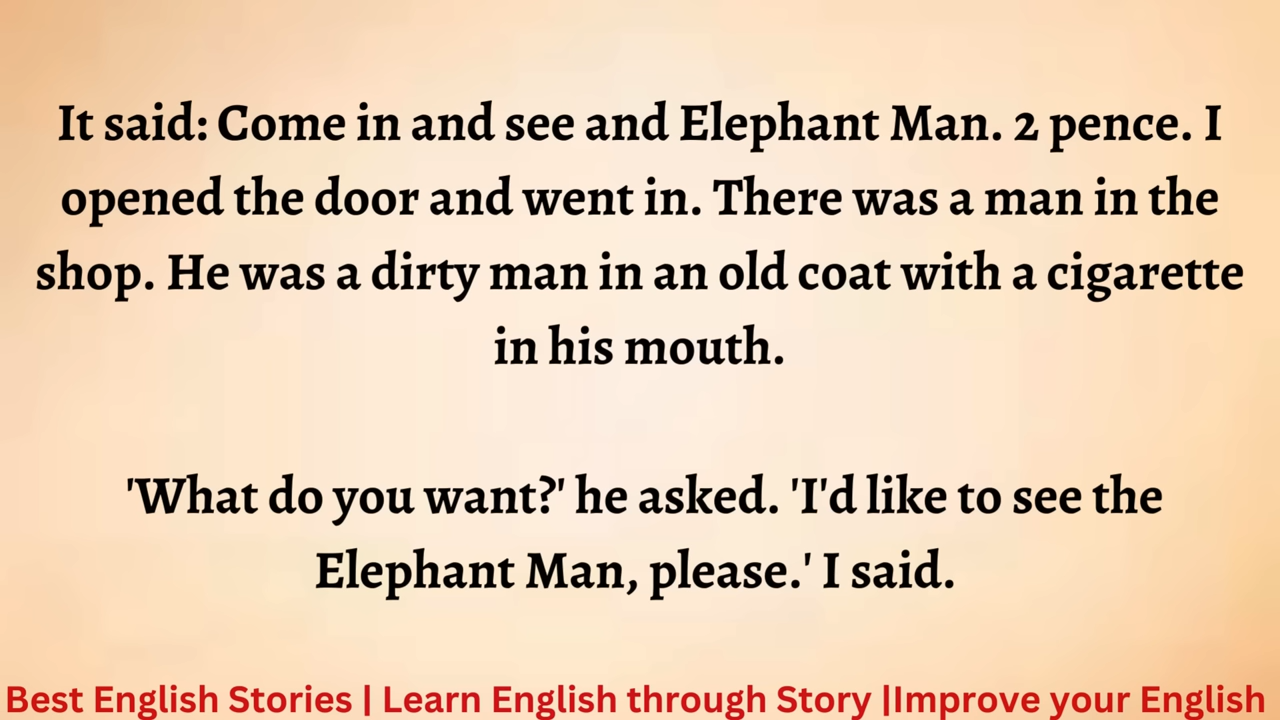 It said: Come in and see and Elephant Man. 2 pence. I
opened the door and went in. There was a man in the
shop. He was a dirty man in an old coat with a cigarette
in his mouth.
'What do you want?' he asked. 'I'd like to see the
Elephant Man, please.' I said.
Best English Stories | Learn English through Story |Improve your English